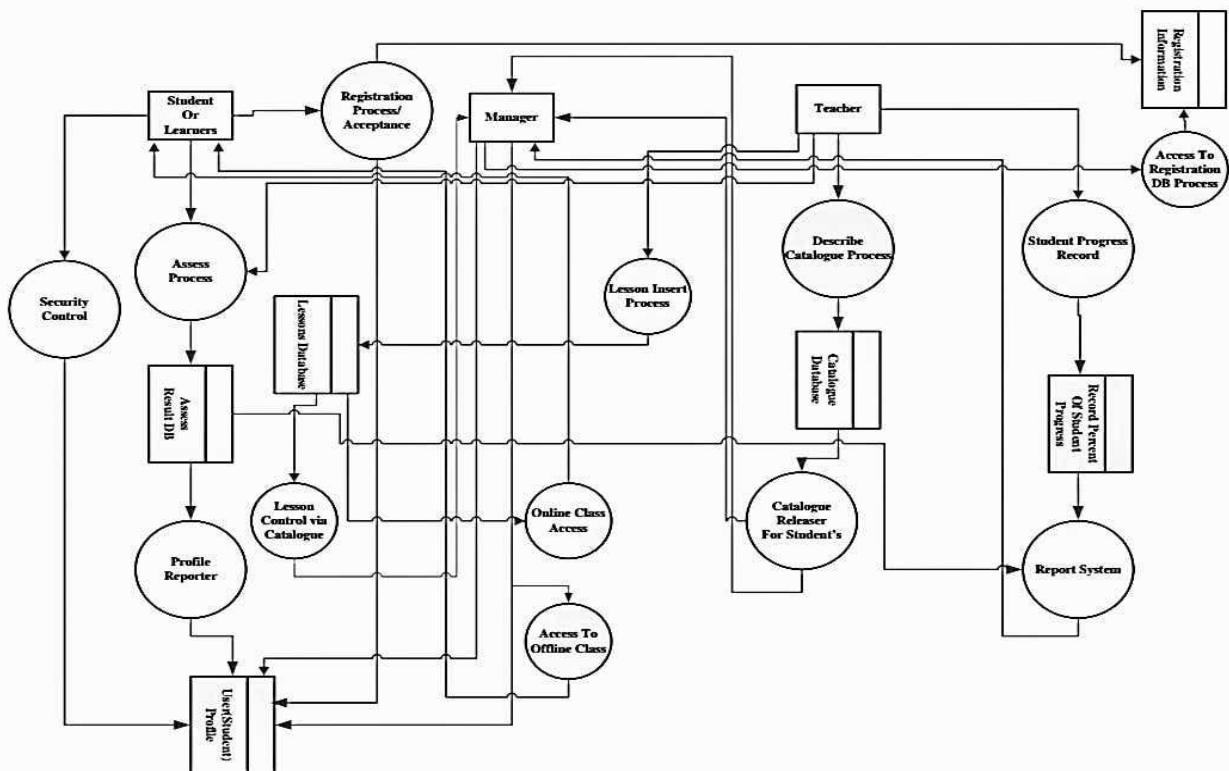 Registration
Information
Student
Or
Learners
Registration
Process/
Acceptance
Manager
Teacher
Access To
Registration
DB Process
Assess
Process
Describe
Catalogue Process
Student Progress
Record
Security
Control
Lesson Insert
Process
Lessons Database
Catalogue
Database
Assess
Result DB
Record Percent
Of Student
Progress
Lesson
Control via
Catalogue
Online Class
Access
Catalogue
Releaser
For Student's
Profile
Reporter
Report System
Access To
Offline Class
User(Student)
Profile